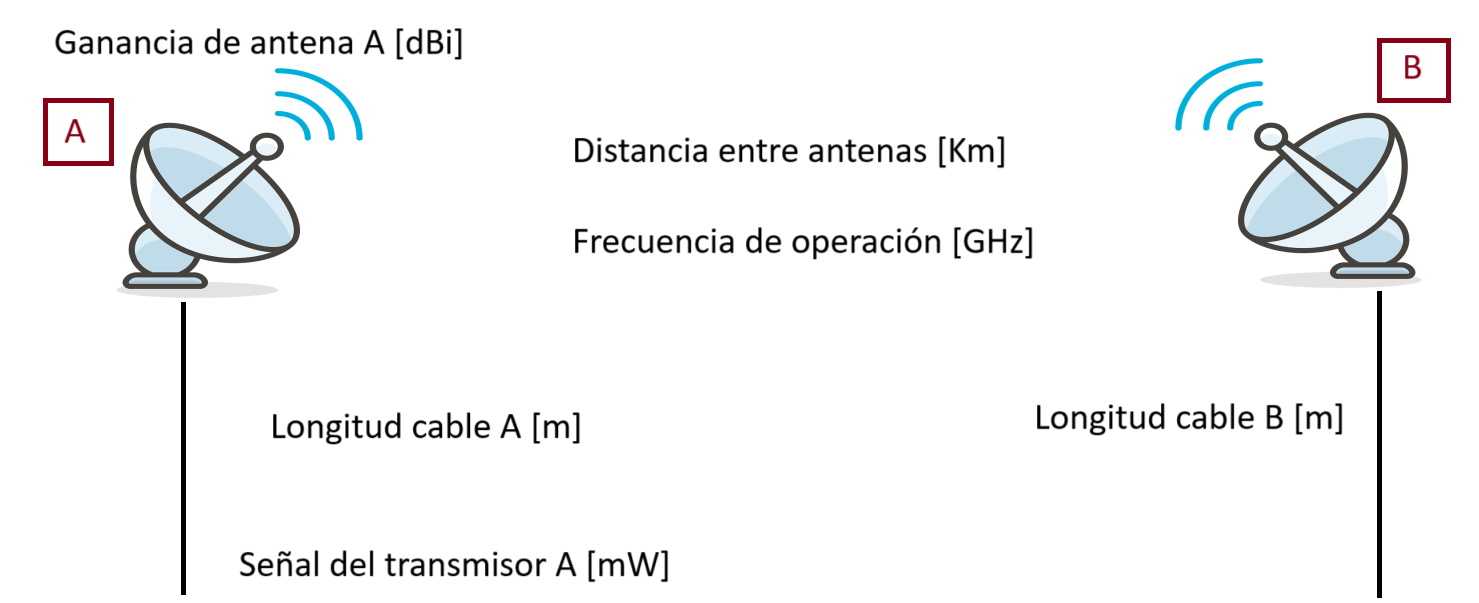 Ganancia de antena A [dBi]
B
A
Distancia entre antenas [Km]
Frecuencia de operación [GHz]
Longitud cable A [m]
Longitud cable B [m]
Señal del transmisor A [mW]